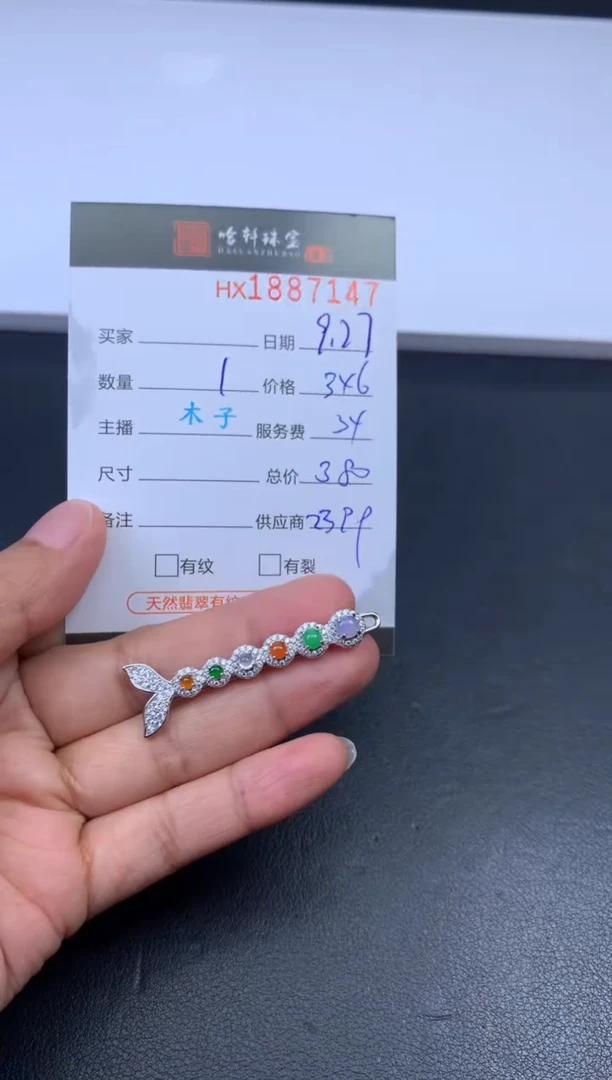 哈轩珠宝
HX1887147
买家 日期 9.27
数量 1 价格 346
主播 木子 服务费 34
尺寸 总价 380
备注 供应商
有纹 有裂
天然翡翠有纹